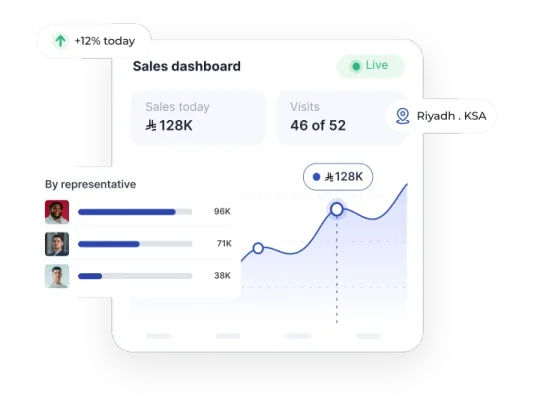 +12% today
Sales dashboard
Live
Sales today
Visits
128K
46 of 52
Riyadh . KSA
128K
By representative
96K
71K
38K